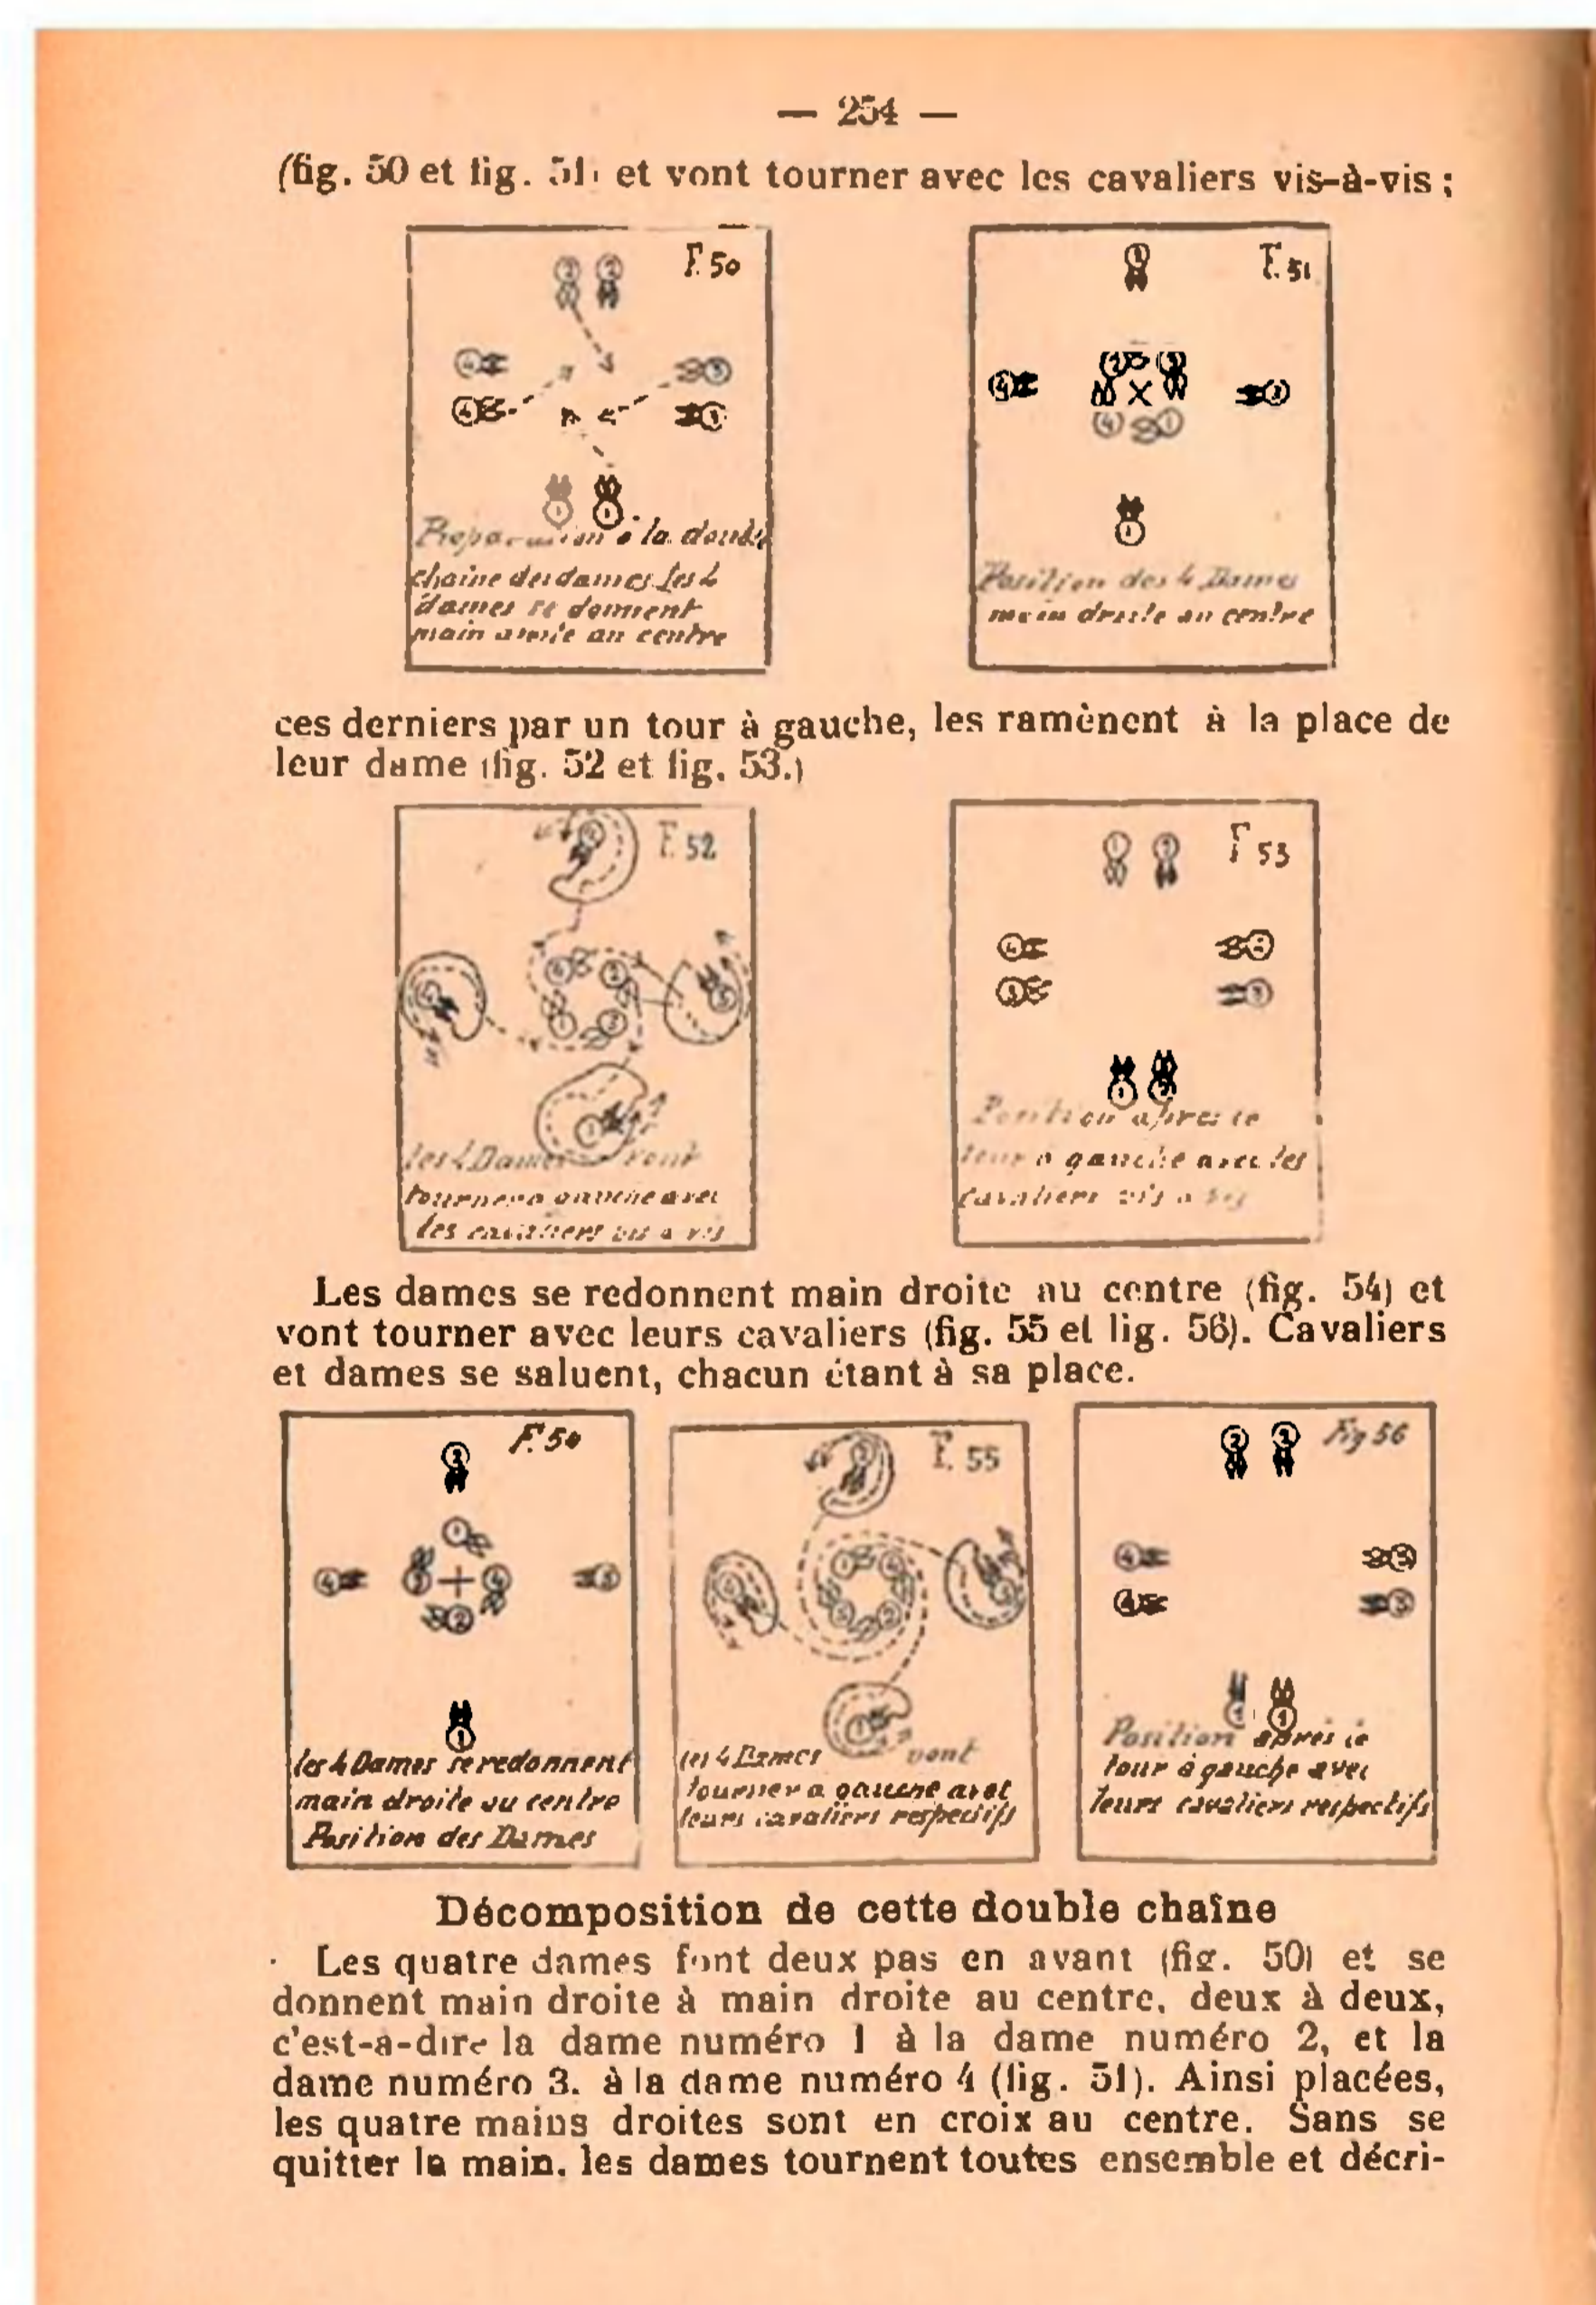 — 254 —
(fig. 50 et fig. 51 et vont tourner avec les cavaliers vis-à-vis ;
F. 50
la double
chaine des dames les 4
dames se donnent
main droite au centre
F. 51
Position des 4 Dames
main droite au centre
ces derniers par un tour à gauche, les ramènent à la place de
leur dame (fig. 52 et fig. 53.)
F. 52
les 4 Dames vont
tourner a gauche avec
les cavaliers vis a vis
F 53
Position apres le
tour a gauche avec les
cavaliers vis a vis
Les dames se redonnent main droite au centre (fig. 54) et
vont tourner avec leurs cavaliers (fig. 55 et fig. 56). Cavaliers
et dames se saluent, chacun étant à sa place.
F. 54
les 4 Dames se redonnent
main droite au centre
Position des Dames
F. 55
les 4 Dames vont
tourner a gauche avec
leurs cavaliers respectifs
Fig 56
Position après le
tour à gauche avec
leurs cavaliers respectifs
Décomposition de cette double chaîne
Les quatre dames font deux pas en avant (fig. 50) et se
donnent main droite à main droite au centre, deux à deux,
c'est-a-dire la dame numéro 1 à la dame numéro 2, et la
dame numéro 3. à la dame numéro 4 (fig. 51). Ainsi placées,
les quatre mains droites sont en croix au centre. Sans se
quitter la main, les dames tournent toutes ensemble et décri-